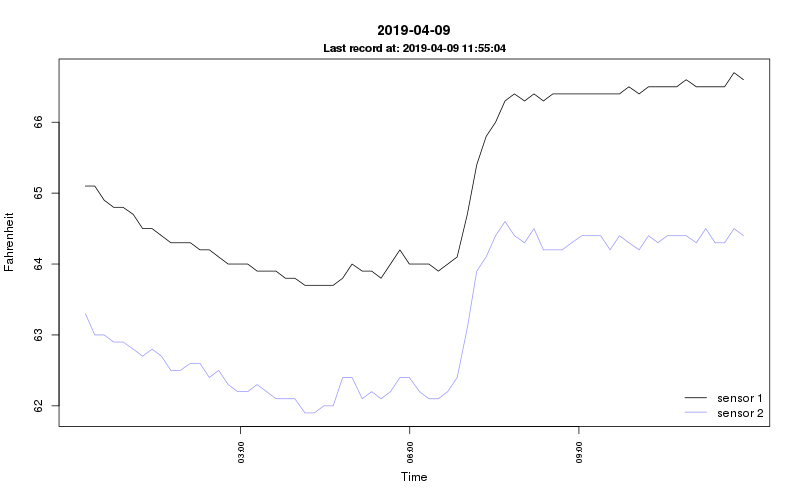 2019-04-09
Last record at: 2019-04-09 11:55:04
Fahrenheit
66
65
64
63
62
sensor 1
sensor 2
03:00
06:00
09:00
Time